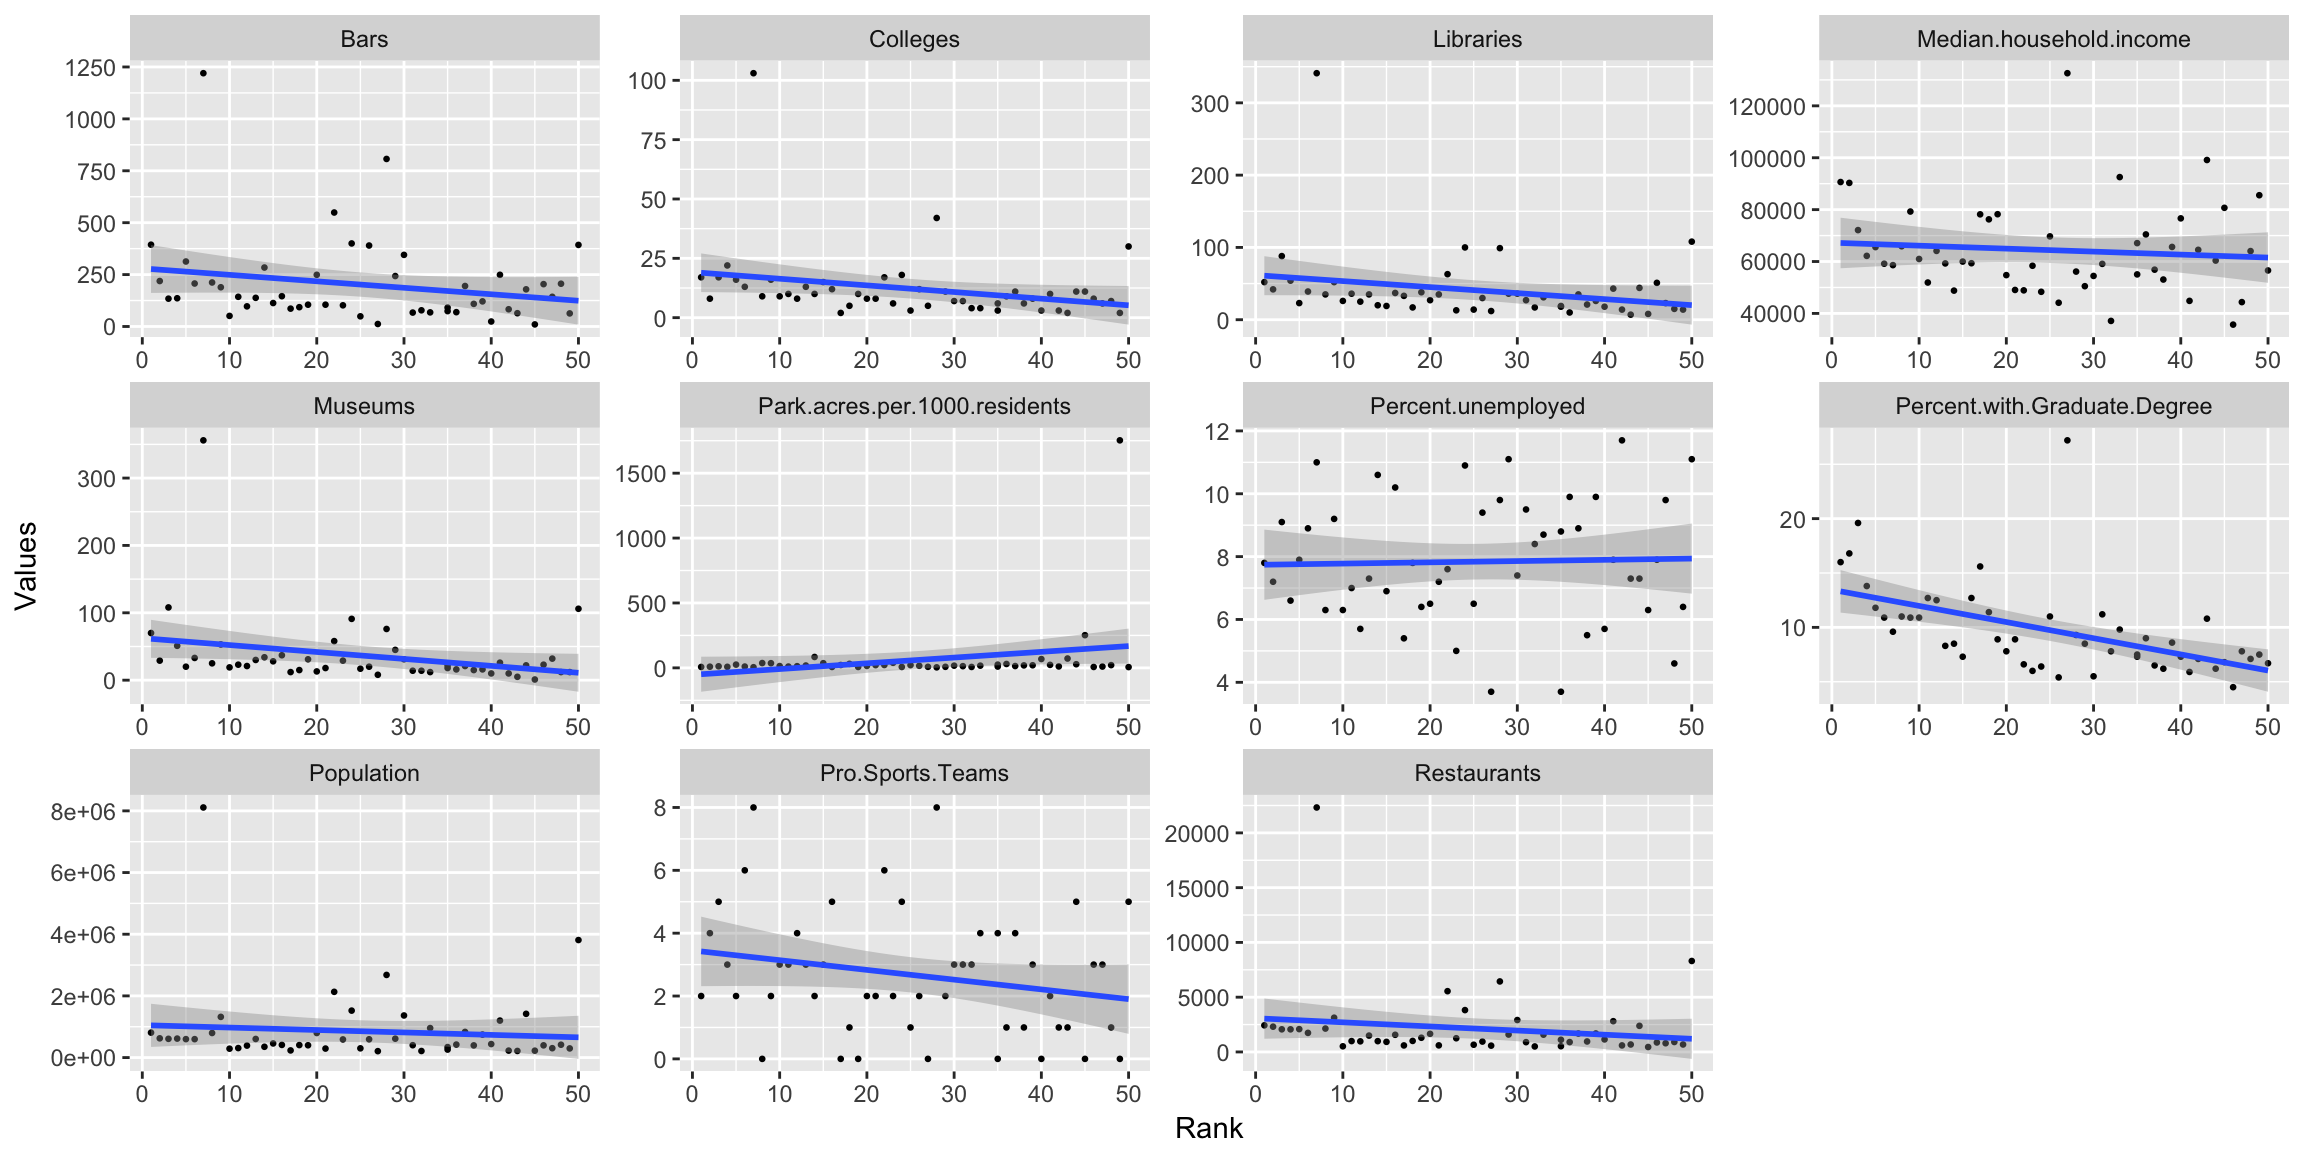 Bars Colleges Libraries Median.household.income
1250
1000
750
500
250
0
0 10 20 30 40 50
100
75
50
25
0
0 10 20 30 40 50
300
200
100
0
0 10 20 30 40 50
120000
100000
80000
60000
40000
0 10 20 30 40 50
Museums Park.acres.per.1000.residents Percent.unemployed Percent.with.Graduate.Degree
300
200
100
0
0 10 20 30 40 50
1500
1000
500
0
0 10 20 30 40 50
12
10
8
6
4
0 10 20 30 40 50
20
10
0 10 20 30 40 50
Population Pro.Sports.Teams Restaurants
8e+06
6e+06
4e+06
2e+06
0e+00
0 10 20 30 40 50
8
6
4
2
0
0 10 20 30 40 50
20000
15000
10000
5000
0
0 10 20 30 40 50
Values
Rank